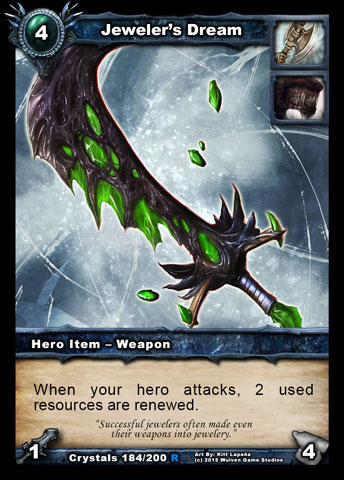 4 Jeweler's Dream
Hero Item – Weapon
When your hero attacks, 2 used
resources are renewed.
"Successful jewelers often made even
their weapons into jewelery."
1 Crystals 184/200 R Art By: Kitt Lapeña 4
(c) 2015 Wulven Game Studios